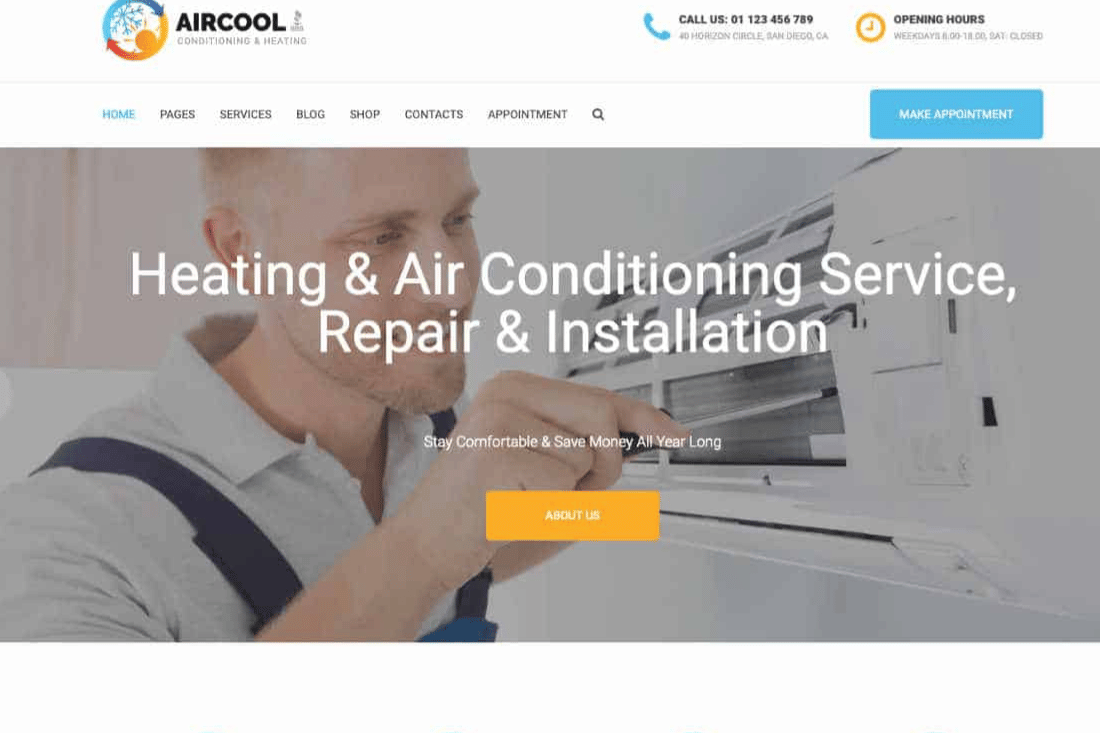 AIRCOOL
CONDITIONING & HEATING
CALL US: 01 123 456 789
40 HORIZON CIRCLE, SAN DIEGO, CA
OPENING HOURS
WEEKDAYS 8:00-18:00, SAT- CLOSED
HOME PAGES SERVICES BLOG SHOP CONTACTS APPOINTMENT
MAKE APPOINTMENT
Heating & Air Conditioning Service,
Repair & Installation
Stay Comfortable & Save Money All Year Long
ABOUT US